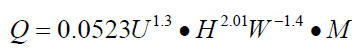 Q = 0.0523U^{1.3} • H^{2.01}W^{-1.4} • M